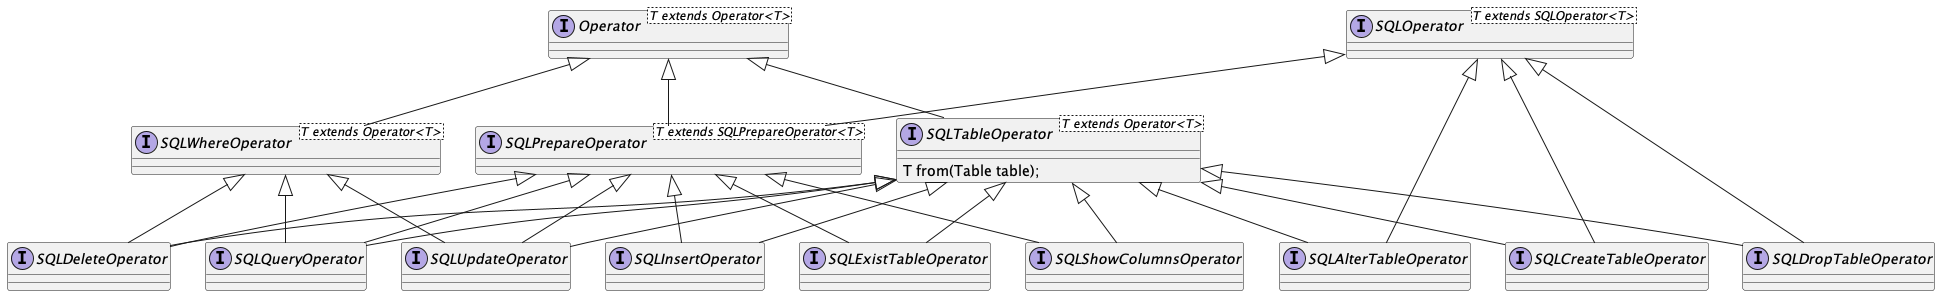 I Operator T extends Operator<T>
I SQLOperator T extends SQLOperator<T>
I SQLWhereOperator T extends Operator<T>
I SQLPrepareOperator T extends SQLPrepareOperator<T>
I SQLTableOperator T extends Operator<T>
T from(Table table);
I SQLDeleteOperator
I SQLQueryOperator
I SQLUpdateOperator
I SQLInsertOperator
I SQLExistTableOperator
I SQLShowColumnsOperator
I SQLAlterTableOperator
I SQLCreateTableOperator
I SQLDropTableOperator